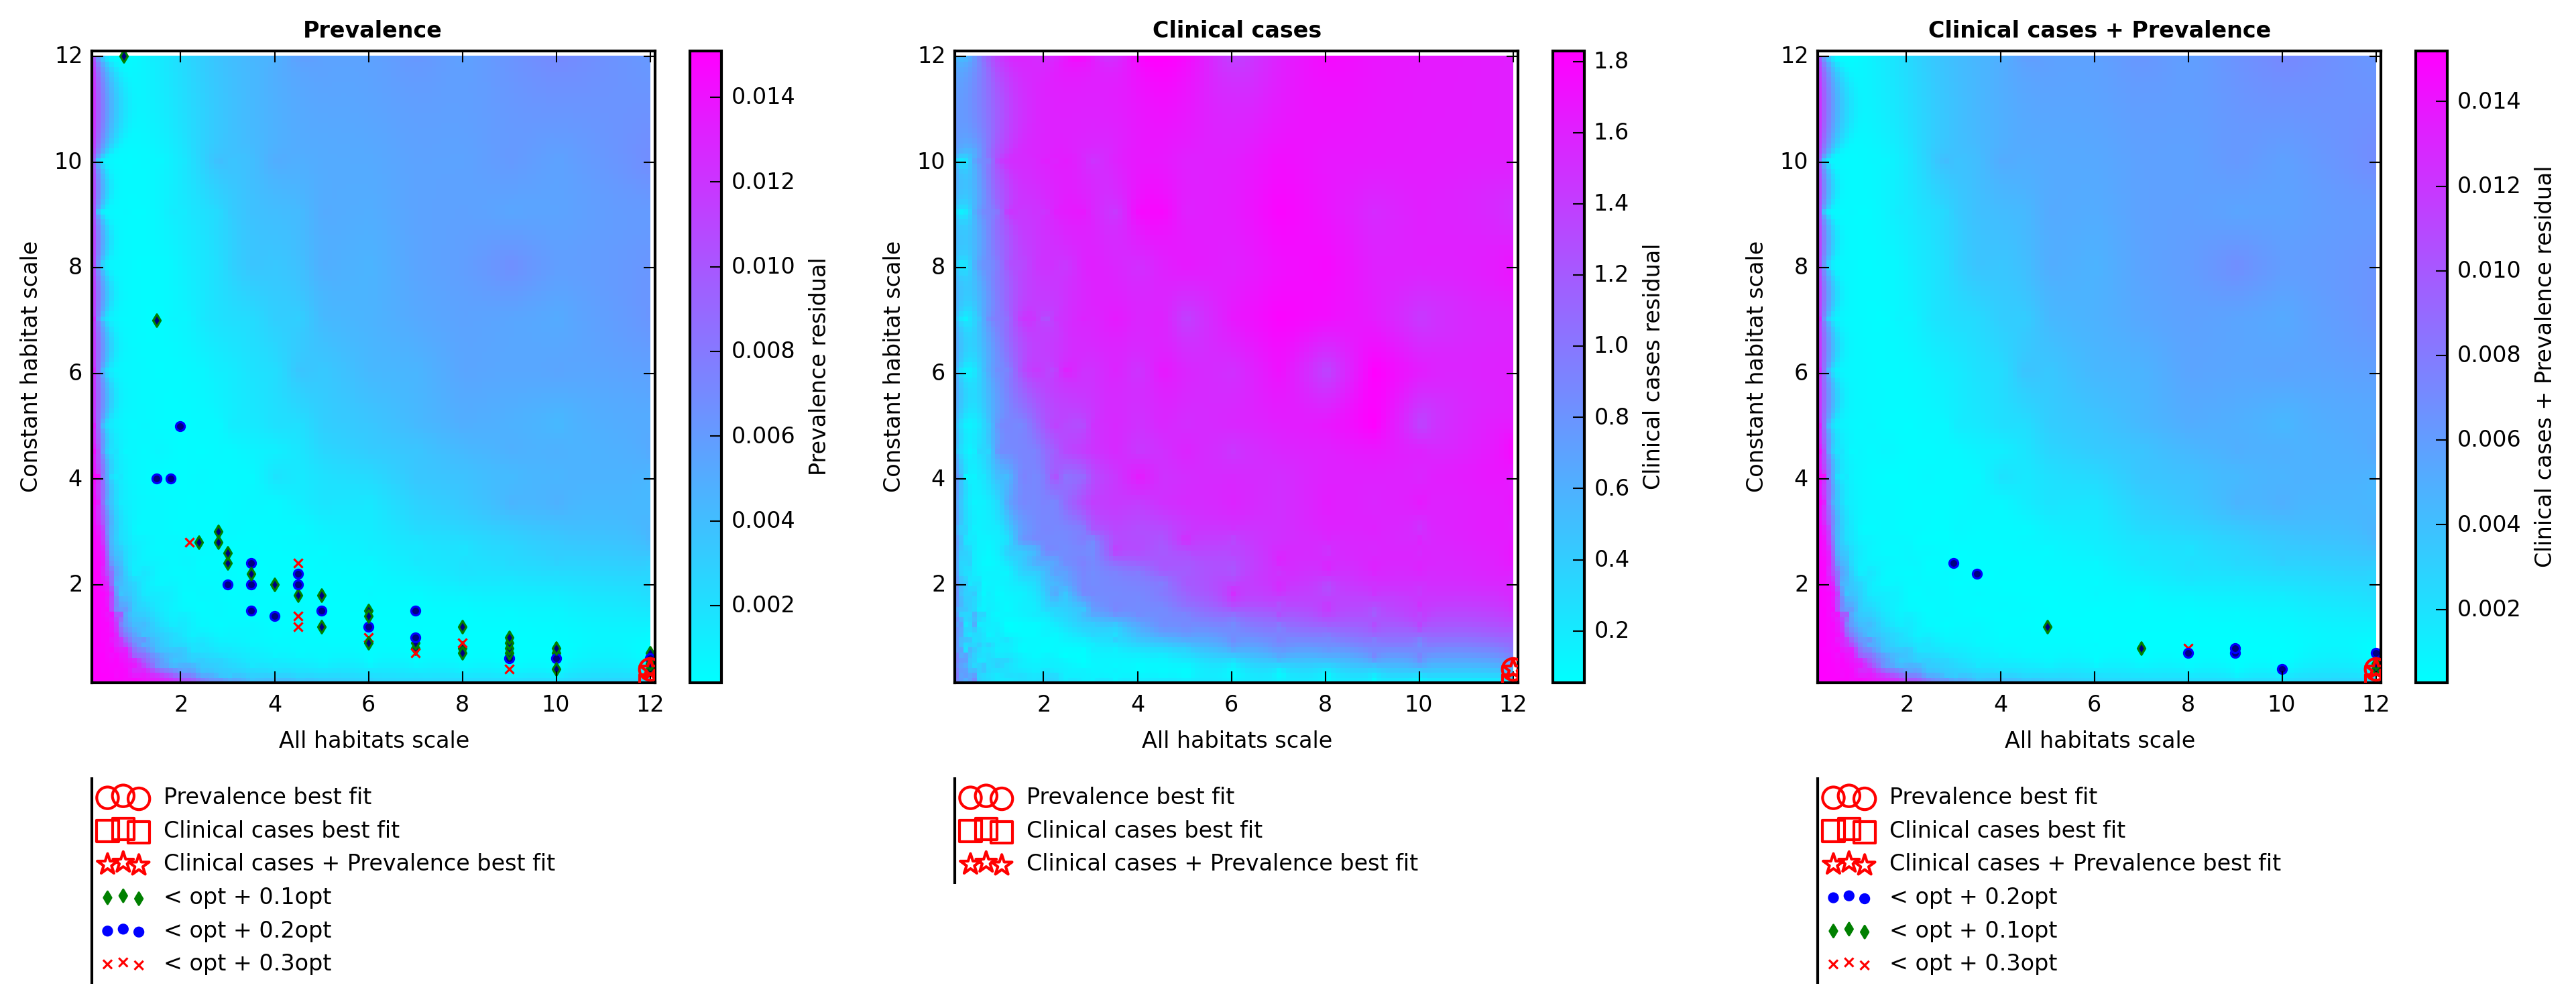 Prevalence
12
10
8
6
4
2
Constant habitat scale
2 4 6 8 10 12
All habitats scale
0.014
0.012
0.010
0.008
0.006
0.004
0.002
Prevalence residual
Prevalence best fit
Clinical cases best fit
Clinical cases + Prevalence best fit
< opt + 0.1opt
< opt + 0.2opt
< opt + 0.3opt
Clinical cases
12
10
8
6
4
2
Constant habitat scale
2 4 6 8 10 12
All habitats scale
1.8
1.6
1.4
1.2
1.0
0.8
0.6
0.4
0.2
Clinical cases residual
Prevalence best fit
Clinical cases best fit
Clinical cases + Prevalence best fit
Clinical cases + Prevalence
12
10
8
6
4
2
Constant habitat scale
2 4 6 8 10 12
All habitats scale
0.014
0.012
0.010
0.008
0.006
0.004
0.002
Clinical cases + Prevalence residual
Prevalence best fit
Clinical cases best fit
Clinical cases + Prevalence best fit
< opt + 0.2opt
< opt + 0.1opt
< opt + 0.3opt